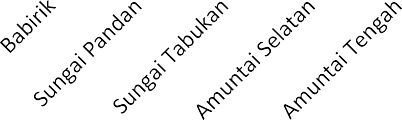 Babirik
Sungai Pandan
Sungai Tabukan
Amuntai Selatan
Amuntai Tengah